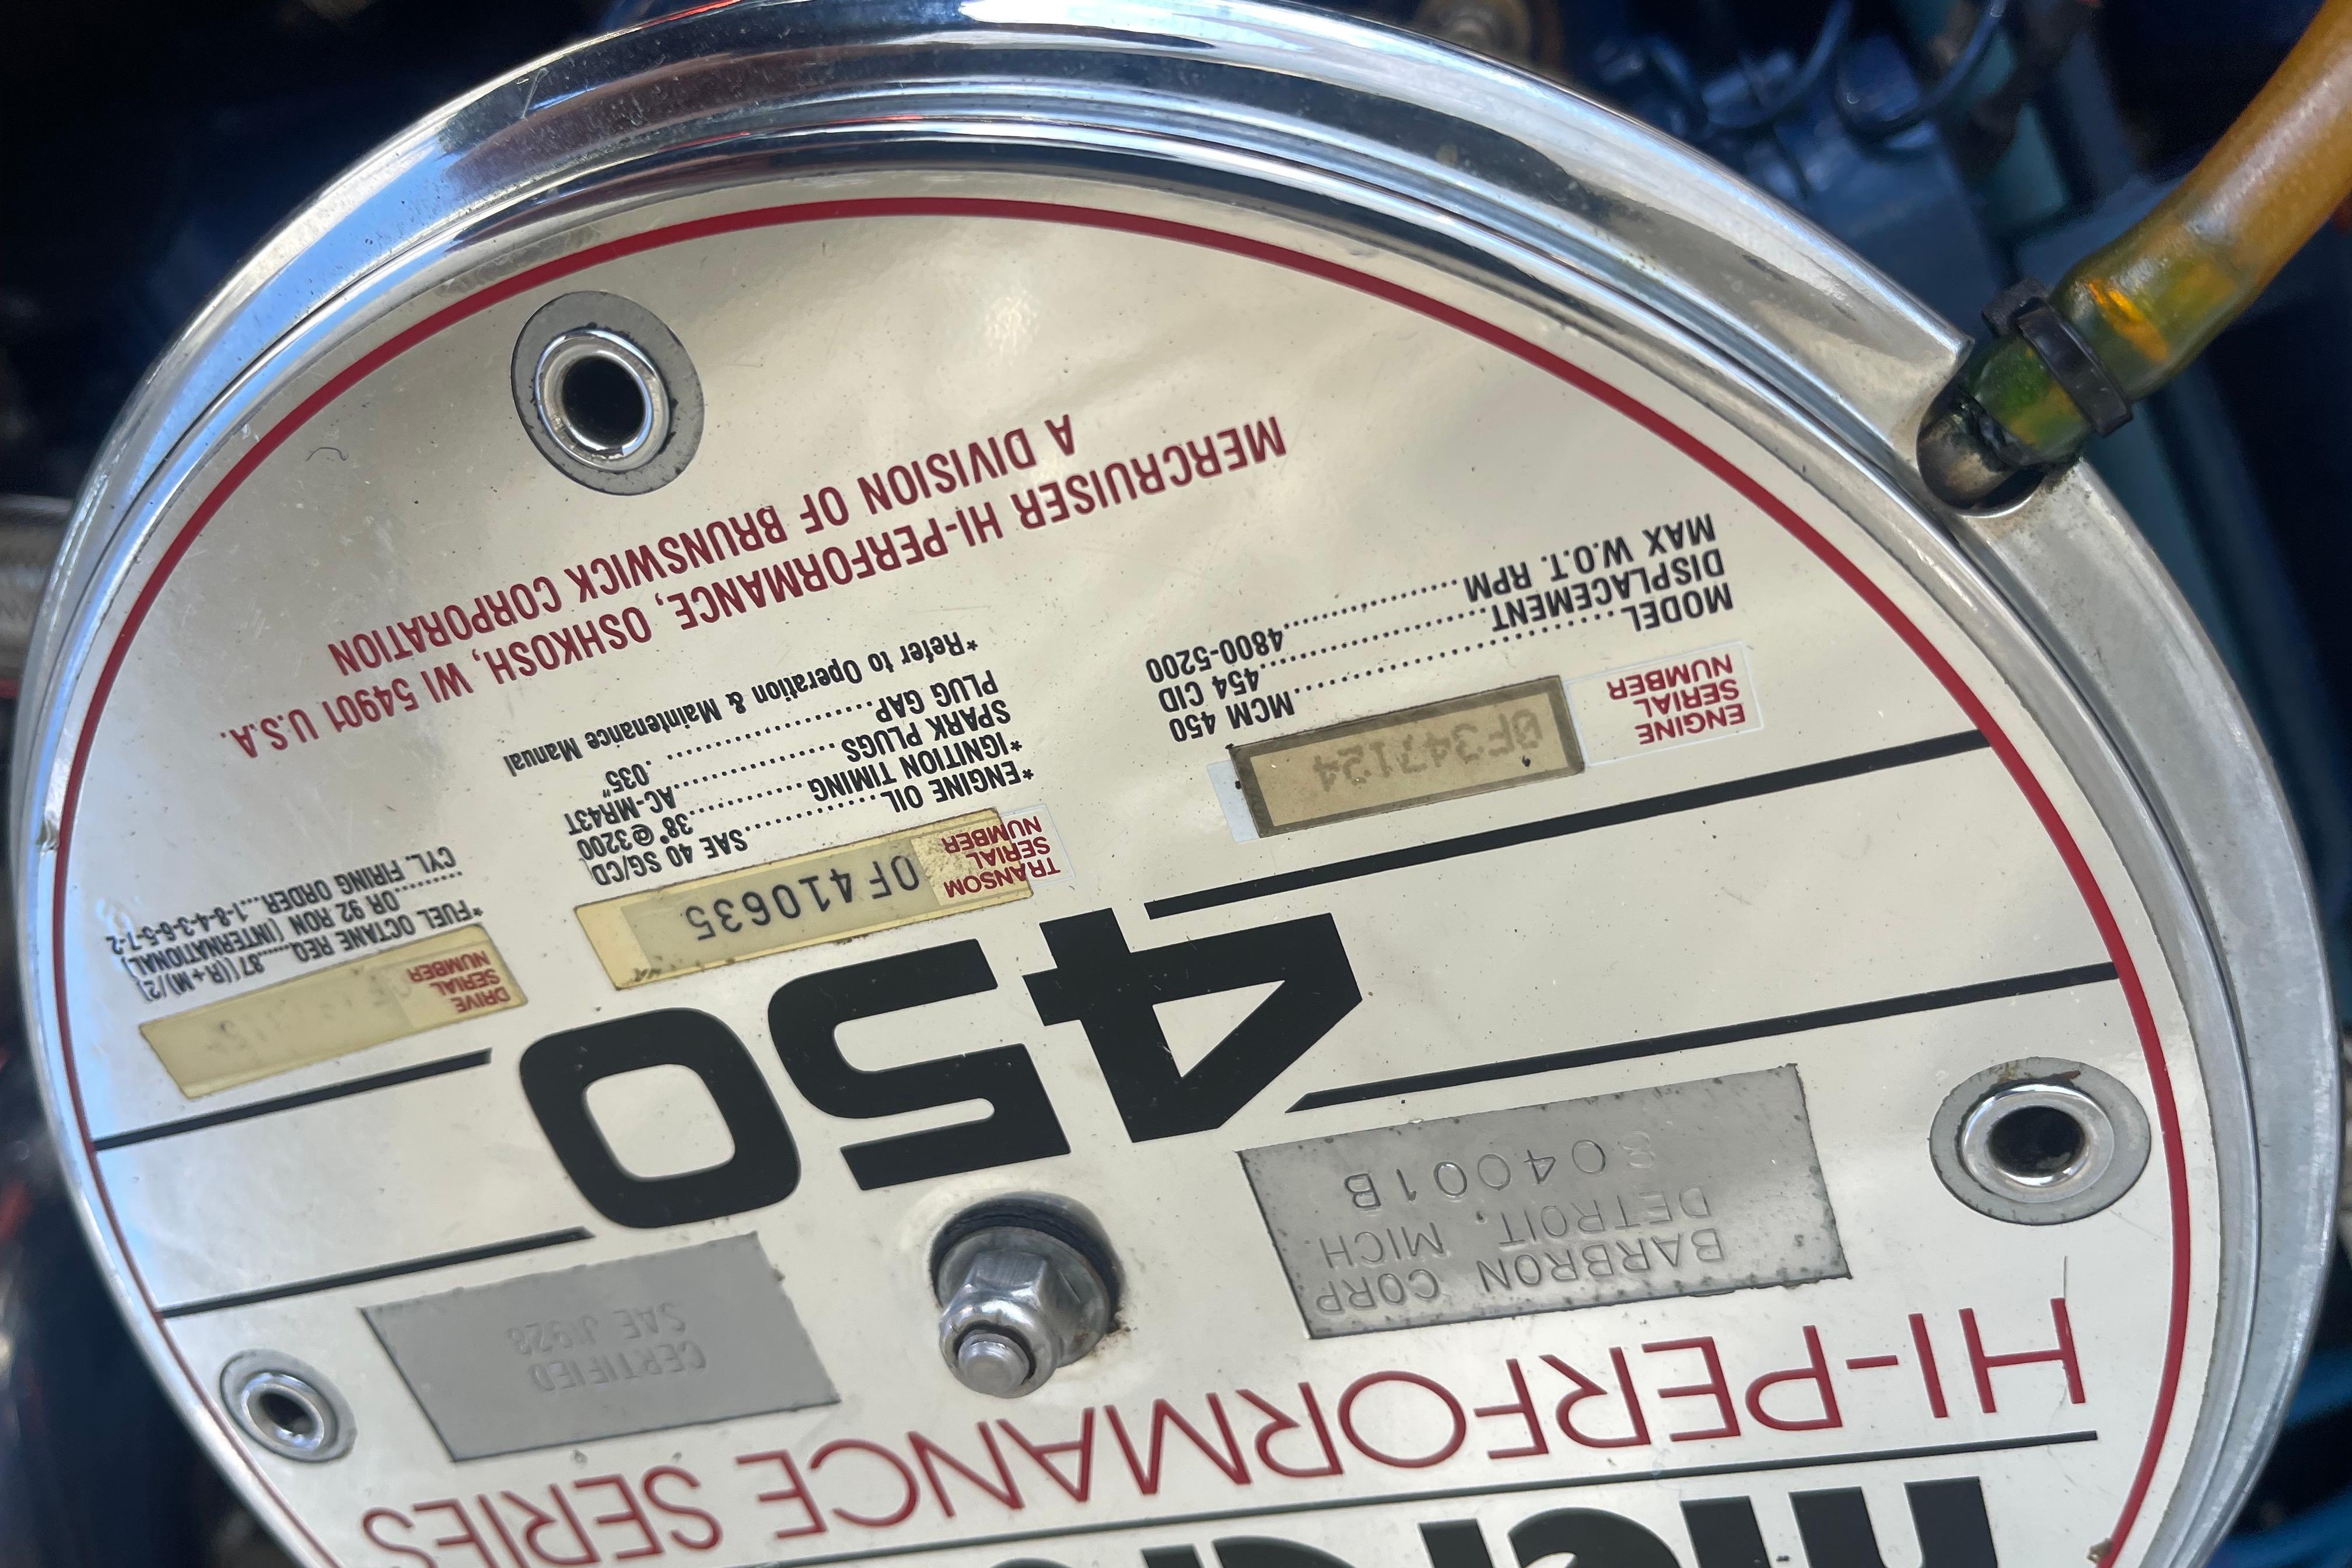 HI-PERFORMANCE SERIES
BARBRON CORP
DETROIT, MICH
804001B
CERTIFIED
SAE J928
450
ENGINE
SERIAL
NUMBER
0F347124
MODEL..........MCM 450
DISPLACEMENT..........454 CID
MAX W.O.T. RPM..........4800-5200
TRANSOM
SERIAL
NUMBER
0F410635
*ENGINE OIL..........SAE 40 SG/CD
*IGNITION TIMING..........38° @ 3200
SPARK PLUGS..........AC-MR43T
PLUG GAP...........035"
*Refer to Operation & Maintenance Manual
DRIVE
SERIAL
NUMBER
*FUEL OCTANE REQ.......87 (R + M)/2)
OR 92 RON (INTERNATIONAL)
CYL. FIRING ORDER...1-8-4-3-6-5-7-2
MERCRUISER HI-PERFORMANCE, OSHKOSH, WI 54901 U.S.A.
A DIVISION OF BRUNSWICK CORPORATION